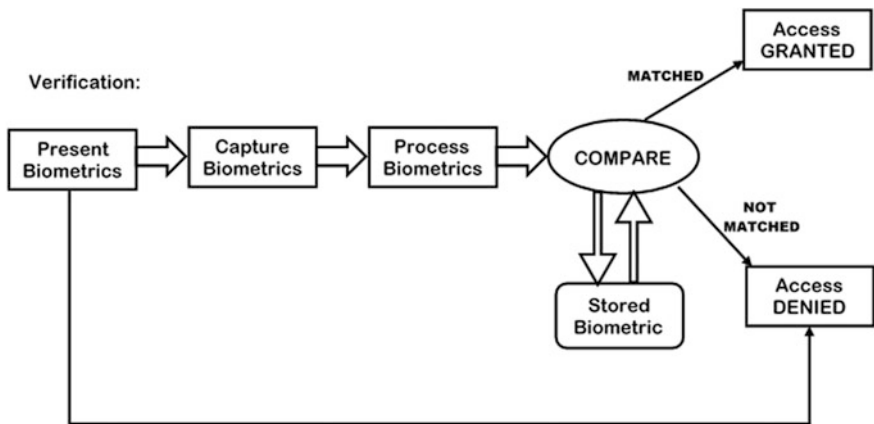 Access
GRANTED
MATCHED
Verification:
Present
Biometrics
Capture
Biometrics
Process
Biometrics
COMPARE
NOT
MATCHED
Access
DENIED
Stored
Biometric